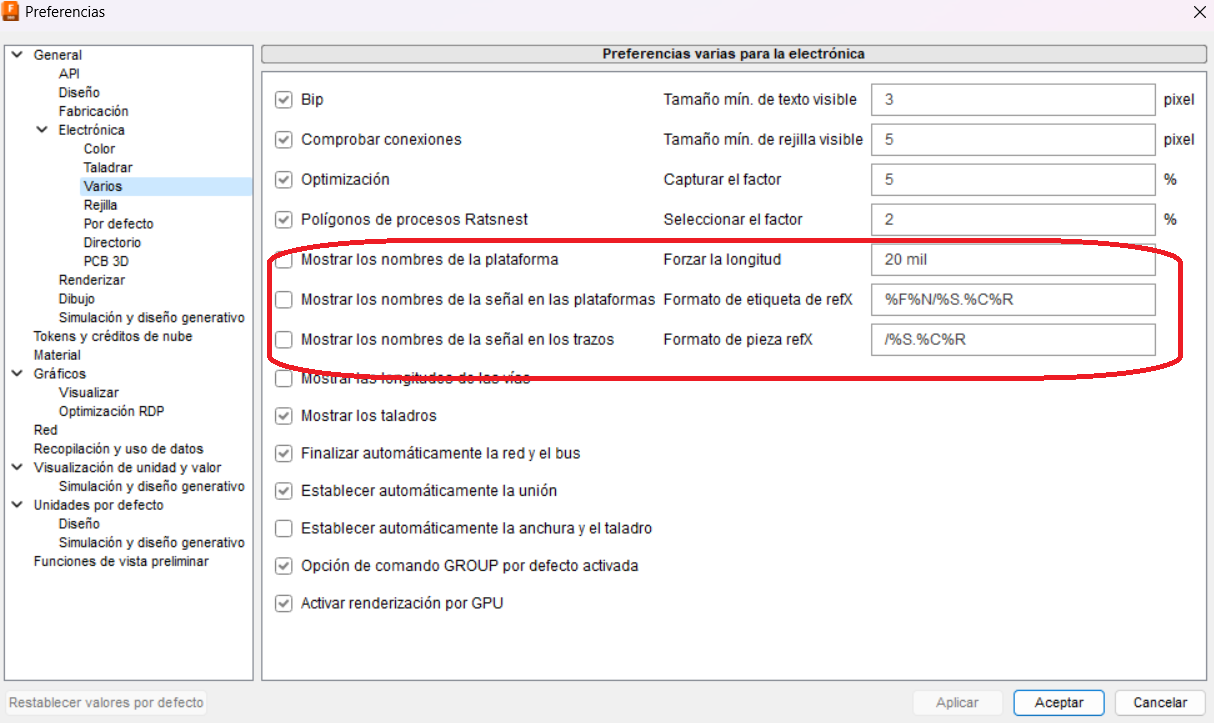 Preferencias
General
API
Diseño
Fabricación
Electrónica
Color
Taladrar
Varios
Rejilla
Por defecto
Directorio
PCB 3D
Renderizar
Dibujo
Simulación y diseño generativo
Tokens y créditos de nube
Material
Gráficos
Visualizar
Optimización RDP
Red
Recopilación y uso de datos
Visualización de unidad y valor
Simulación y diseño generativo
Unidades por defecto
Diseño
Simulación y diseño generativo
Funciones de vista preliminar
Preferencias varias para la electrónica
Bip Tamaño mín. de texto visible 3 pixel
Comprobar conexiones Tamaño mín. de rejilla visible 5 pixel
Optimización Capturar el factor 5 %
Polígonos de procesos Ratsnest Seleccionar el factor 2 %
Mostrar los nombres de la plataforma Forzar la longitud 20 mil
Mostrar los nombres de la señal en las plataformas Formato de etiqueta de refX %F%N/%S.%C%R
Mostrar los nombres de la señal en los trazos Formato de pieza refX /%S.%C%R
Mostrar las longitudes de las vías
Mostrar los taladros
Finalizar automáticamente la red y el bus
Establecer automáticamente la unión
Establecer automáticamente la anchura y el taladro
Opción de comando GROUP por defecto activada
Activar renderización por GPU
Restablecer valores por defecto Aplicar Aceptar Cancelar